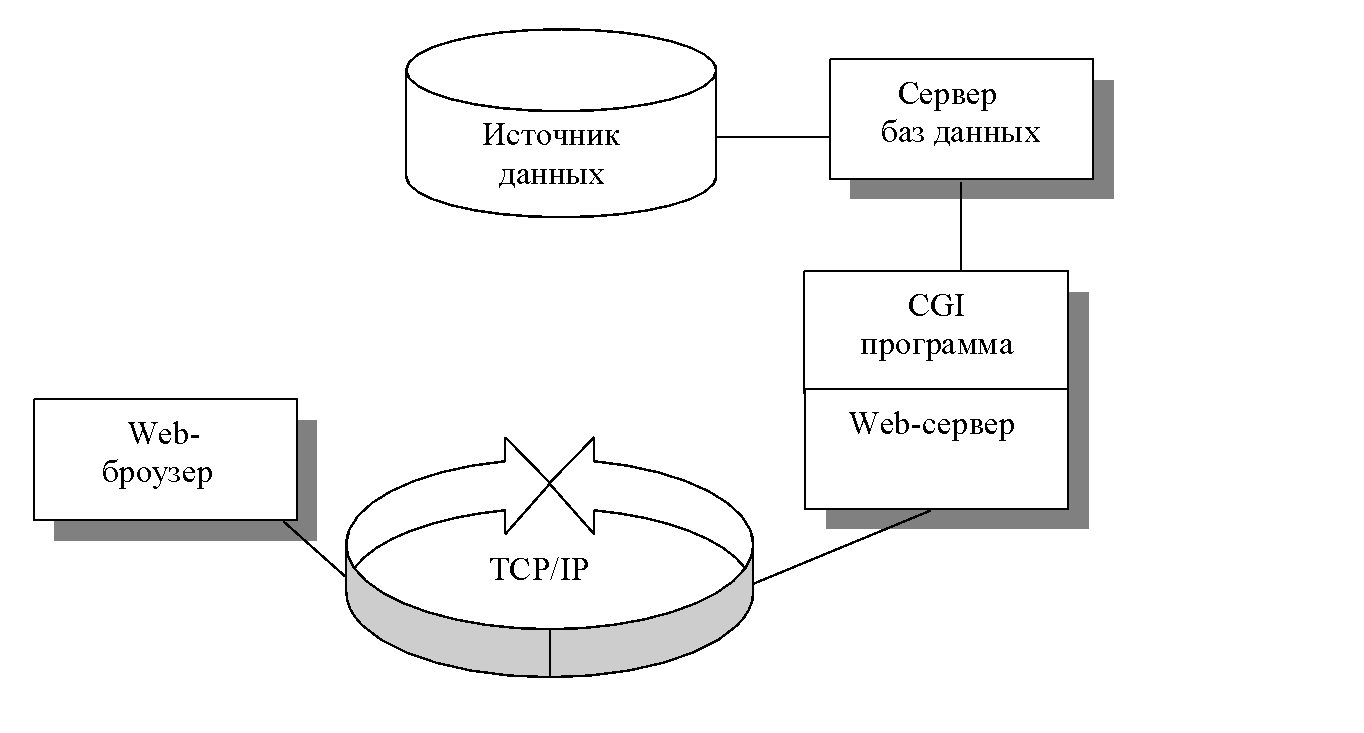 Источник
данных
Сервер
баз данных
CGI
программа
Web-сервер
Web-
броузер
TCP/IP